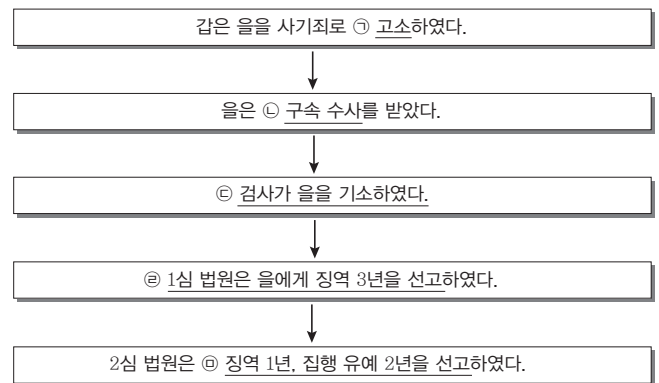 갑은 을을 사기죄로 ㉠ 고소하였다.
을은 ㉡ 구속 수사를 받았다.
㉢ 검사가 을을 기소하였다.
㉣ 1심 법원은 을에게 징역 3년을 선고하였다.
2심 법원은 ㉤ 징역 1년, 집행 유예 2년을 선고하였다.